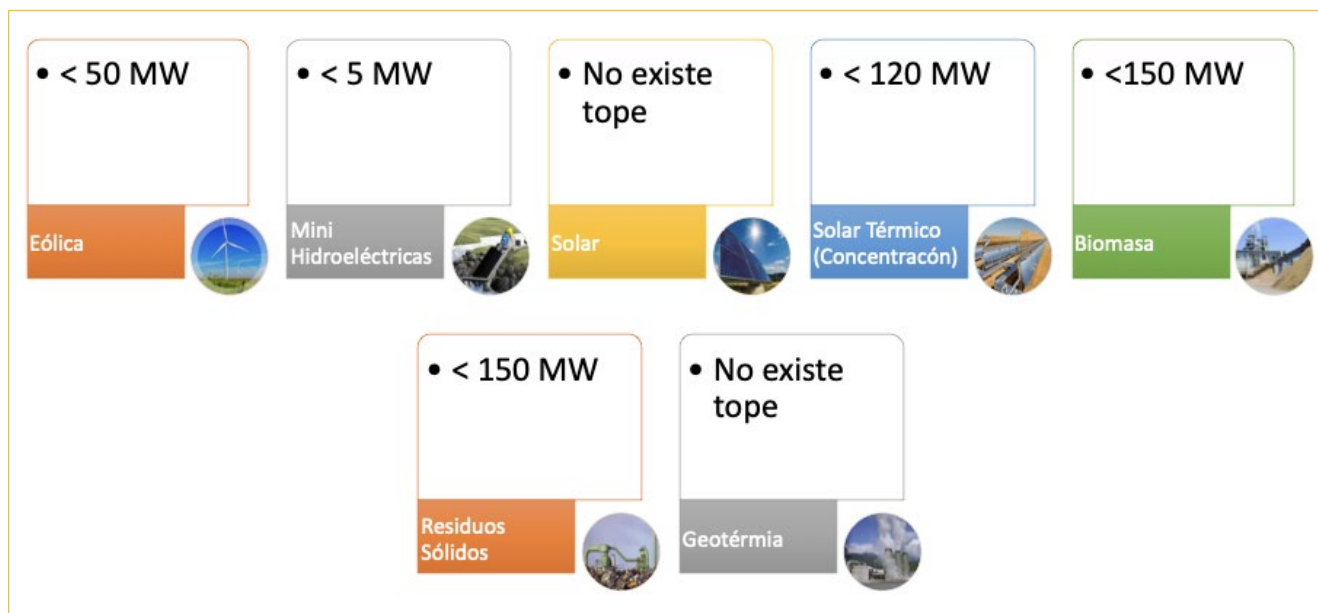 • < 50 MW
Eólica
• < 5 MW
Mini
Hidroeléctricas
• No existe
tope
Solar
• < 120 MW
Solar Térmico
(Concentracón)
• <150 MW
Biomasa
• < 150 MW
Residuos
Sólidos
• No existe
tope
Geotérmia